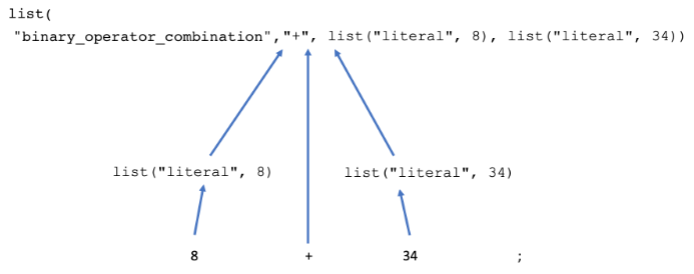 list(
"binary_operator_combination","+", list("literal", 8), list("literal", 34))
list("literal", 8) list("literal", 34)
8 + 34 ;